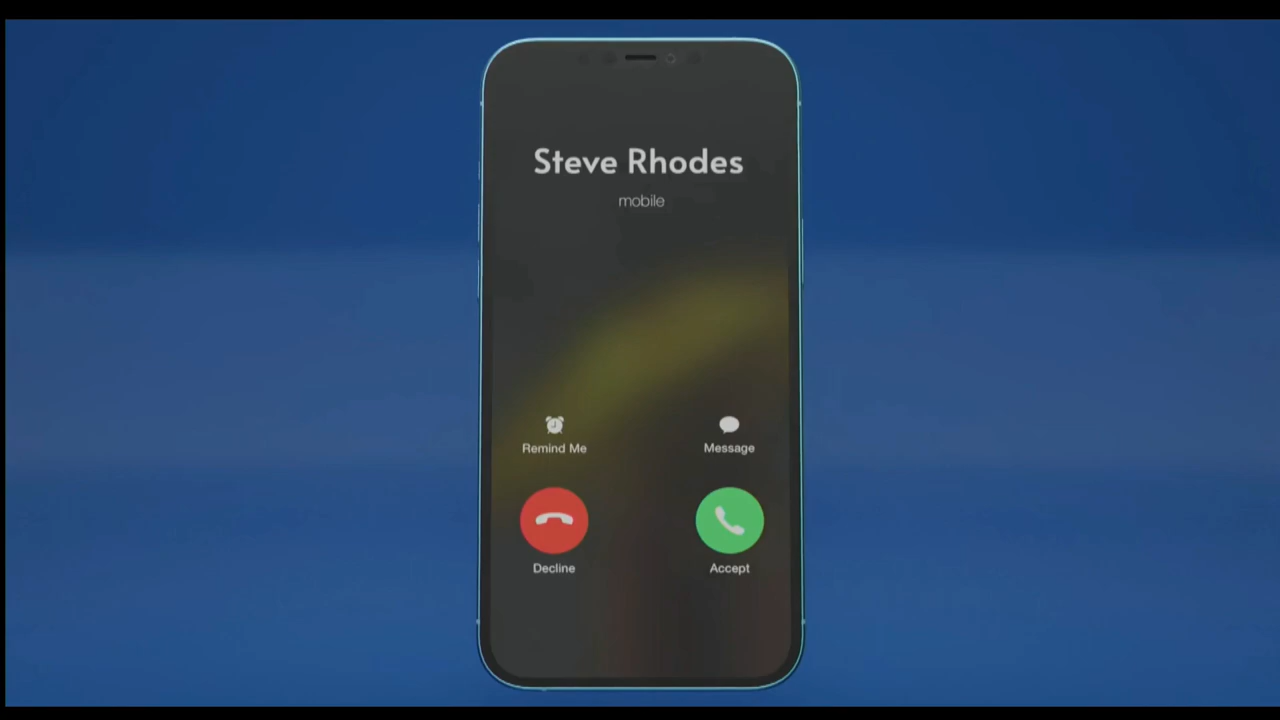 Steve Rhodes
mobile
Remind Me
Message
Decline
Accept